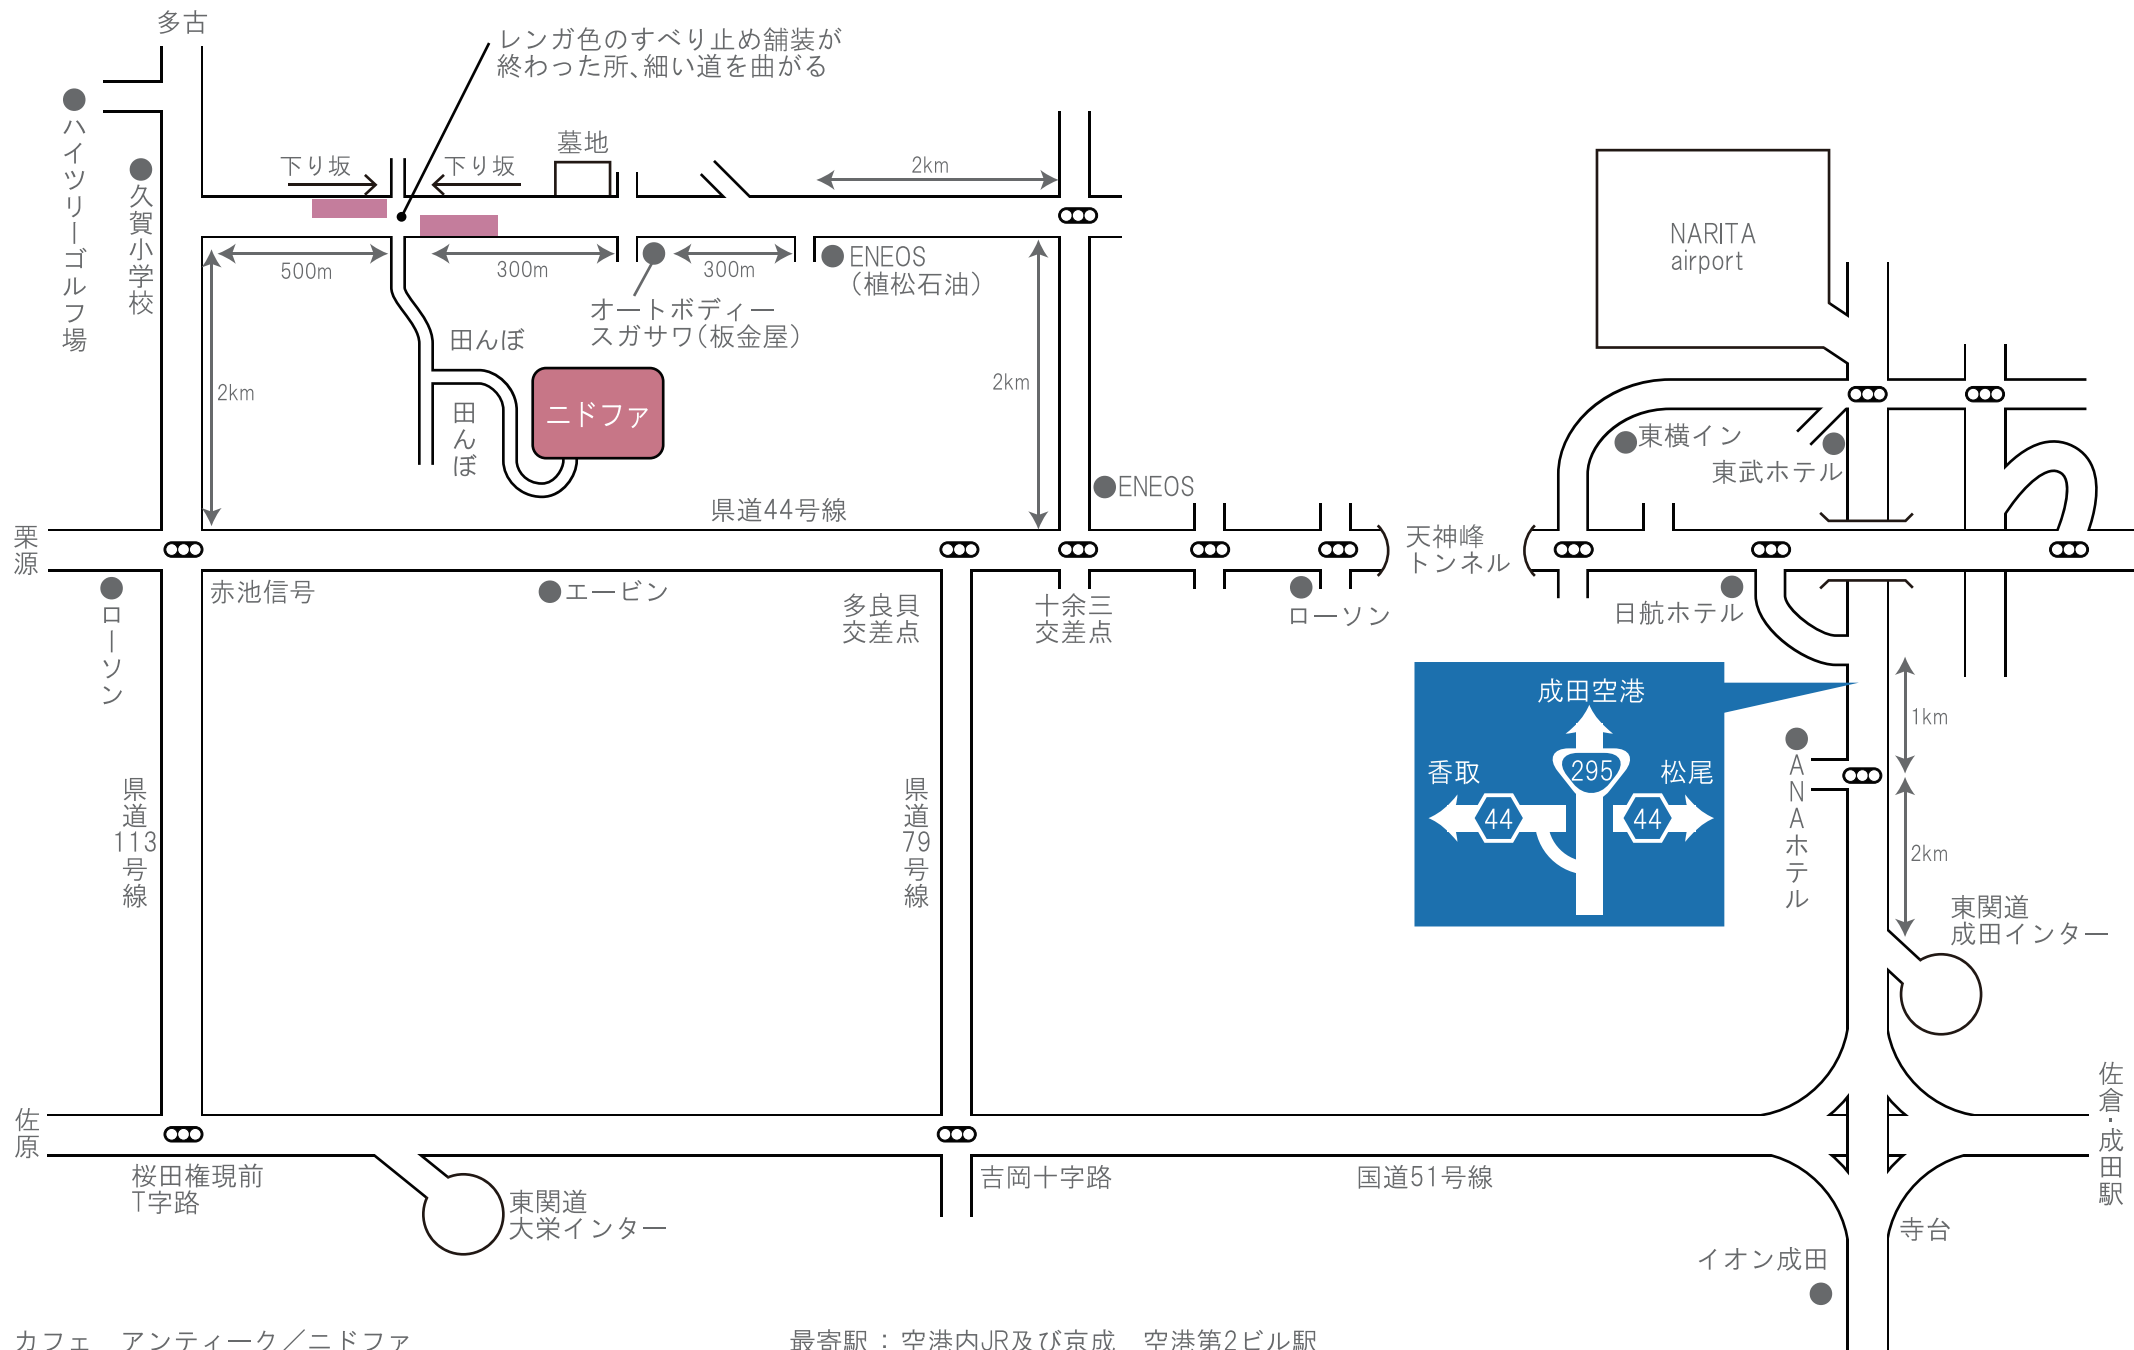 多古
レンガ色のすべり止め舗装が
終わった所、細い道を曲がる
ハイツリーゴルフ場
久賀小学校
下り坂
下り坂
墓地
2km
500m
300m
300m
ENEOS
(植松石油)
オートボディー
スガサワ(板金屋)
田んぼ
田んぼ
ニドファ
2km
2km
NARITA
airport
東横イン
東武ホテル
ENEOS
県道44号線
栗源
天神峰
トンネル
ローソン
赤池信号
エービン
多良貝
交差点
十余三
交差点
ローソン
日航ホテル
成田空港
香取
295
松尾
44
44
1km
ANAホテル
2km
県道113号線
県道79号線
東関道
成田インター
佐原
佐倉・成田駅
桜田権現前
T字路
東関道
大栄インター
吉岡十字路
国道51号線
寺台
イオン成田
カフェ アンティーク/ニドファ
最寄駅:空港内JR及び京成 空港第2ビル駅